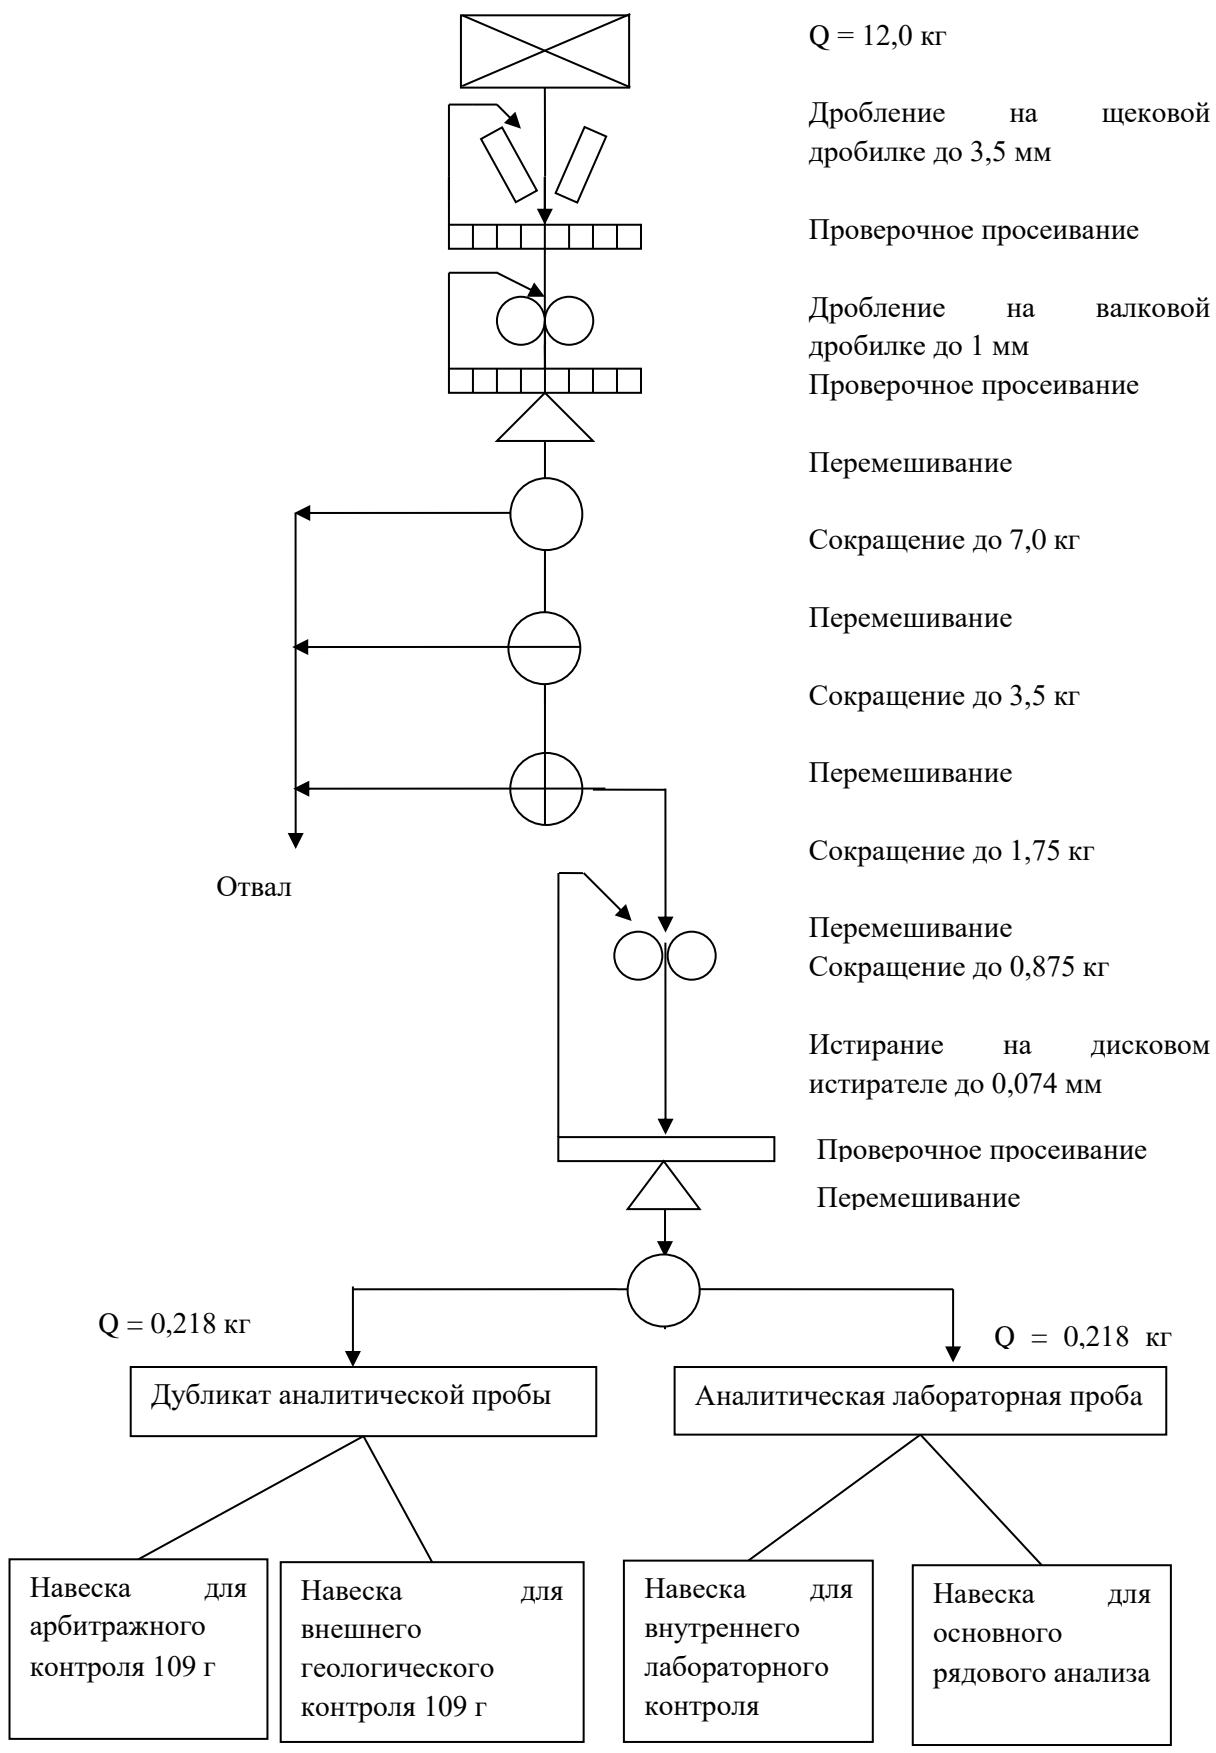 Q = 12,0 кг
Дробление на щековой
дробилке до 3,5 мм
Проверочное просеивание
Дробление на валковой
дробилке до 1 мм
Проверочное просеивание
Перемешивание
Сокращение до 7,0 кг
Перемешивание
Сокращение до 3,5 кг
Перемешивание
Сокращение до 1,75 кг
Отвал
Перемешивание
Сокращение до 0,875 кг
Истирание на дисковом
истирателе до 0,074 мм
Проверочное просеивание
Перемешивание
Q = 0,218 кг
Q = 0,218 кг
Дубликат аналитической пробы
Аналитическая лабораторная проба
Навеска для
арбитражного
контроля 109 г
Навеска для
внешнего
геологического
контроля 109 г
Навеска для
внутреннего
лабораторного
контроля
Навеска для
основного
рядового анализа